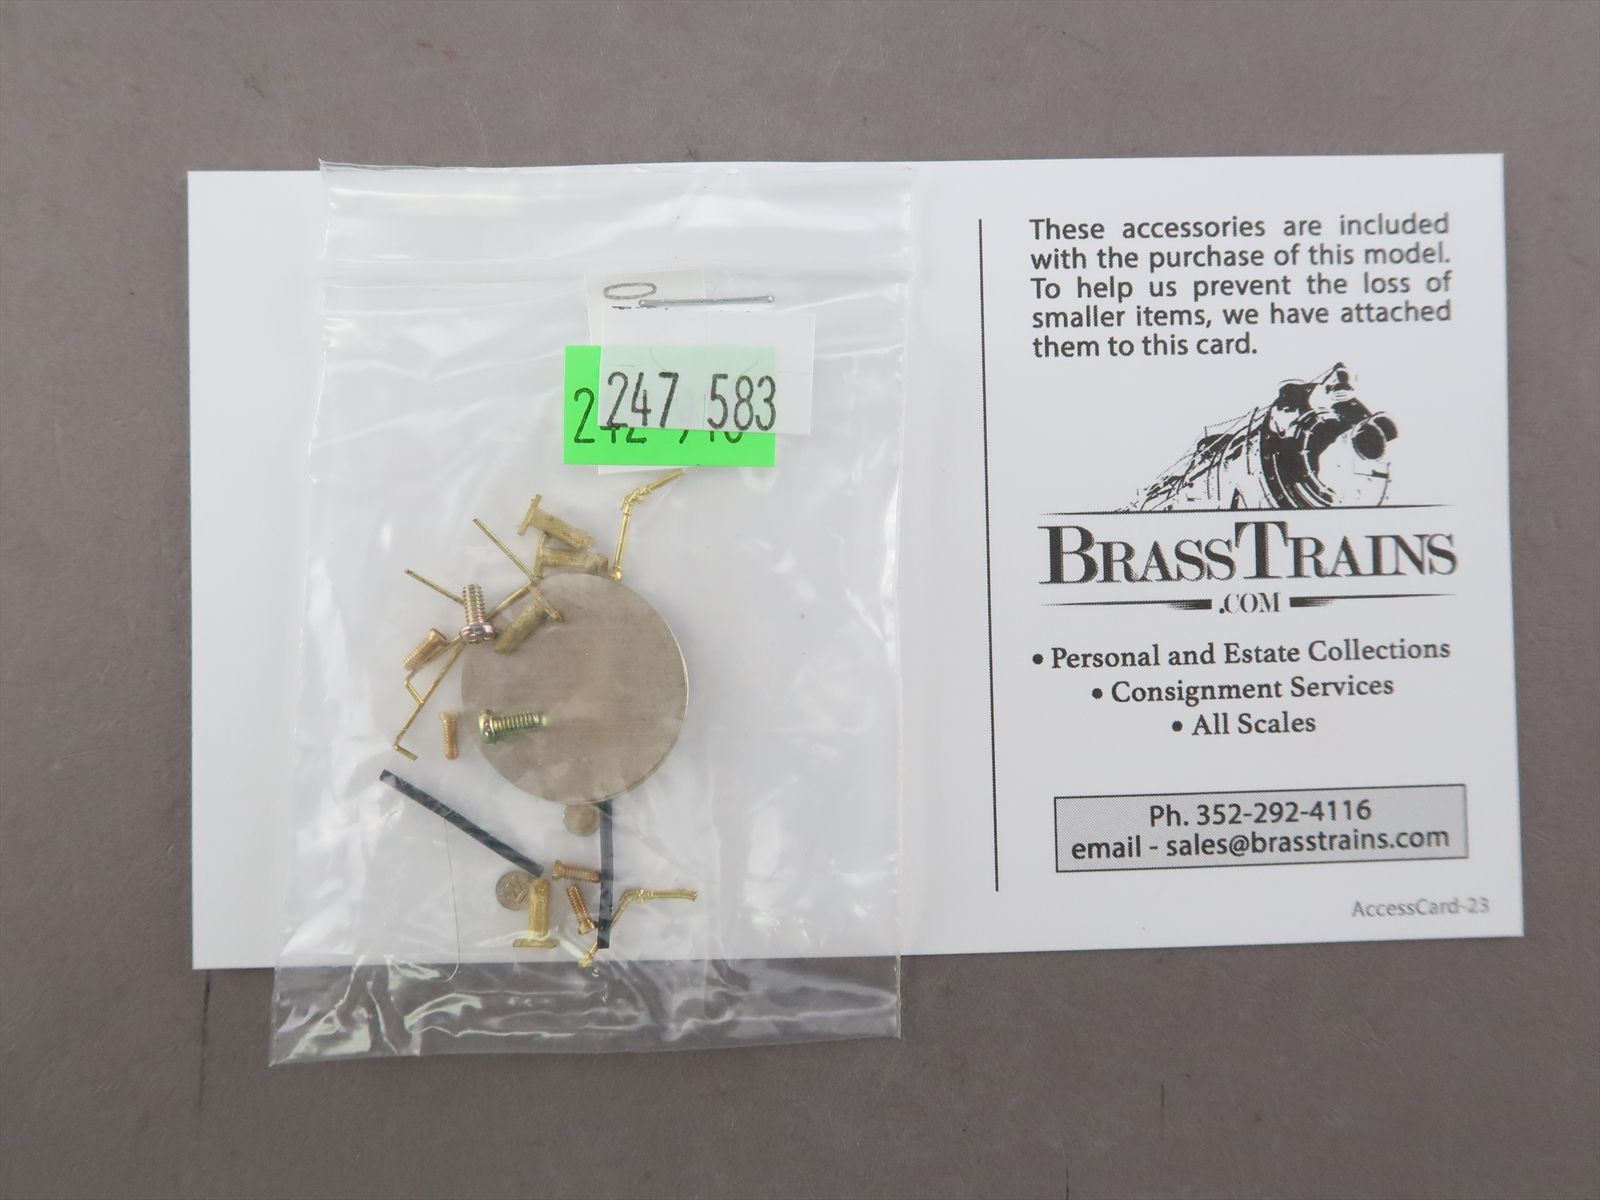 247 583
These accessories are included
with the purchase of this model.
To help us prevent the loss of
smaller items, we have attached
them to this card.
BRASSTRAINS
.COM
• Personal and Estate Collections
• Consignment Services
• All Scales
Ph. 352-292-4116
email - sales@brasstrains.com
AccessCard-23